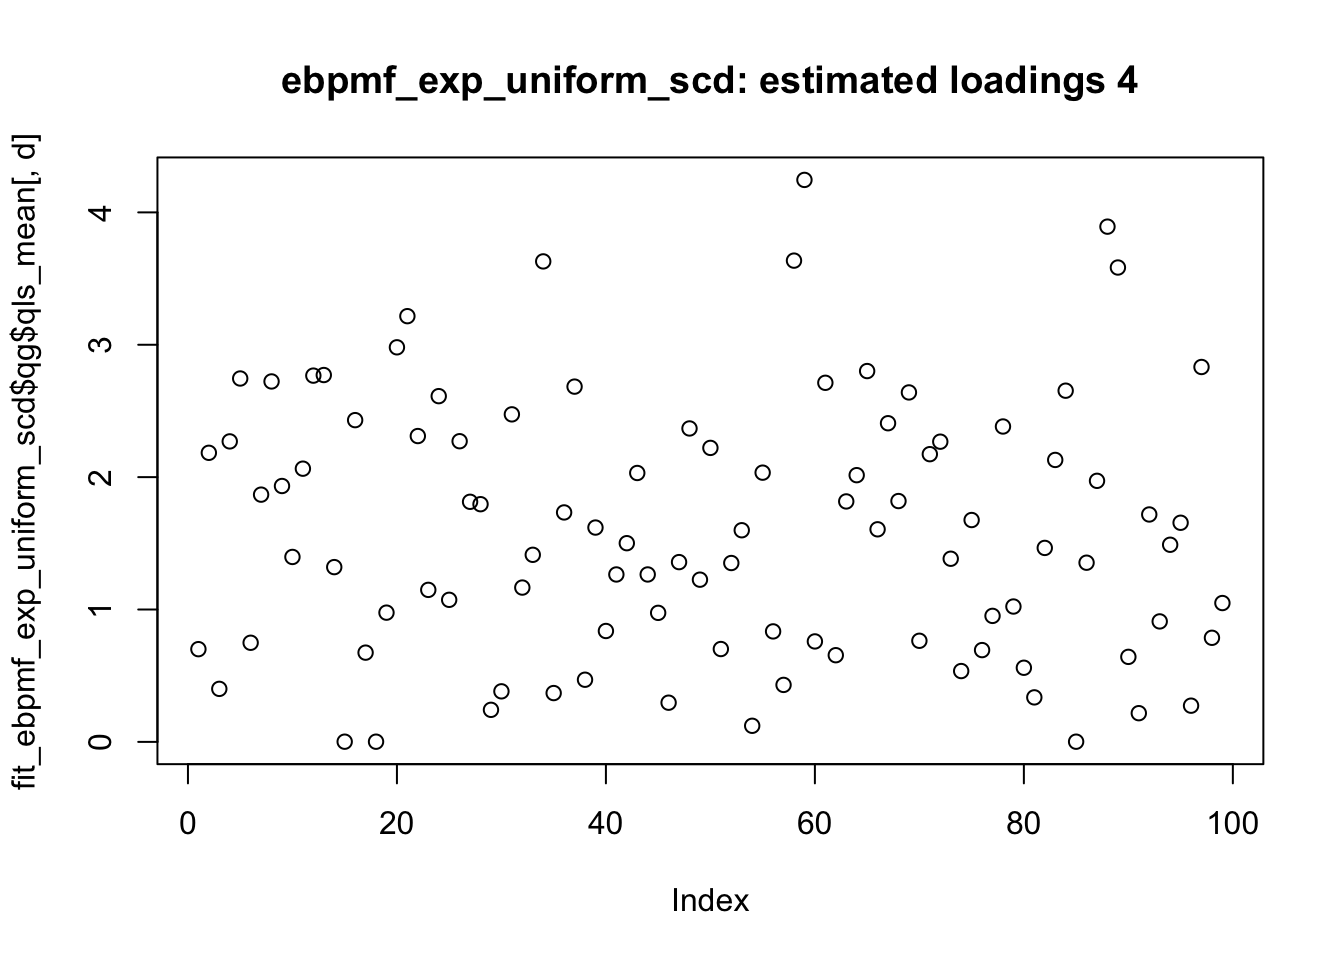 ebpmf_exp_uniform_scd: estimated loadings 4
fit_ebpmf_exp_uniform_scd$qg$qls_mean[, d]
4
3
2
1
0
0 20 40 60 80 100
Index